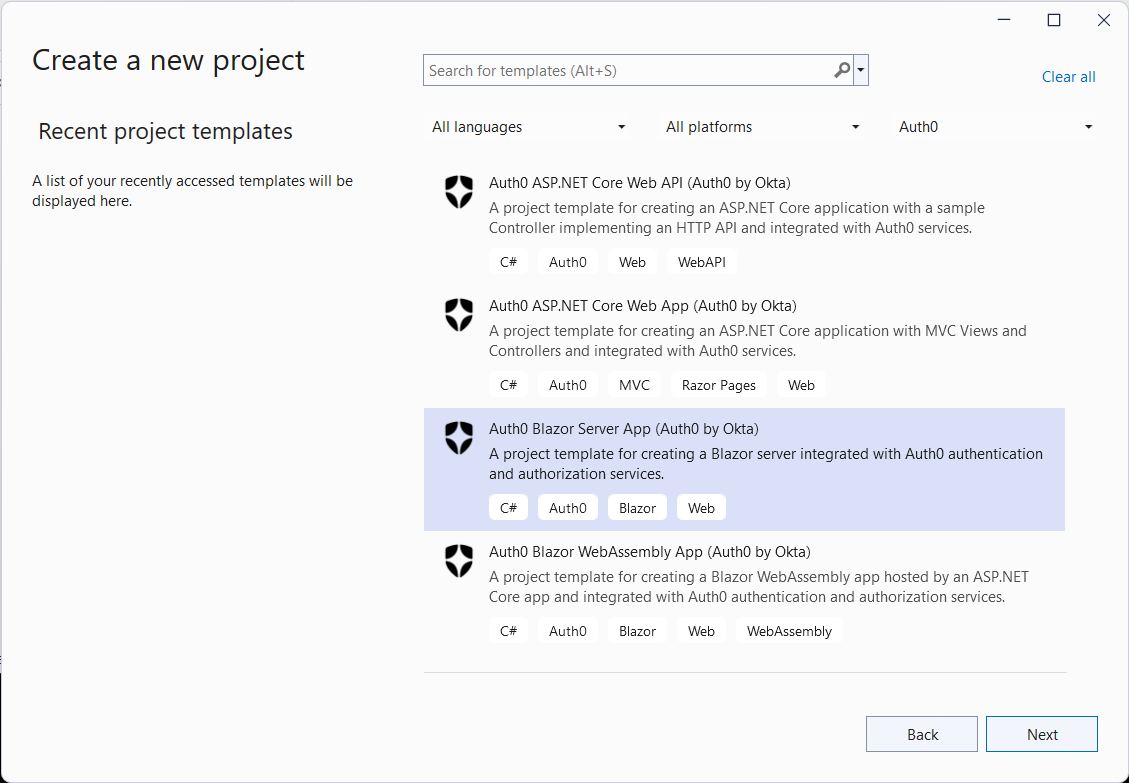 Create a new project
Search for templates (Alt+S)
Clear all
Recent project templates
All languages
All platforms
Auth0
A list of your recently accessed templates will be
displayed here.
Auth0 ASP.NET Core Web API (Auth0 by Okta)
A project template for creating an ASP.NET Core application with a sample
Controller implementing an HTTP API and integrated with Auth0 services.
C# Auth0 Web WebAPI
Auth0 ASP.NET Core Web App (Auth0 by Okta)
A project template for creating an ASP.NET Core application with MVC Views and
Controllers and integrated with Auth0 services.
C# Auth0 MVC Razor Pages Web
Auth0 Blazor Server App (Auth0 by Okta)
A project template for creating a Blazor server integrated with Auth0 authentication
and authorization services.
C# Auth0 Blazor Web
Auth0 Blazor WebAssembly App (Auth0 by Okta)
A project template for creating a Blazor WebAssembly app hosted by an ASP.NET
Core app and integrated with Auth0 authentication and authorization services.
C# Auth0 Blazor Web WebAssembly
Back
Next